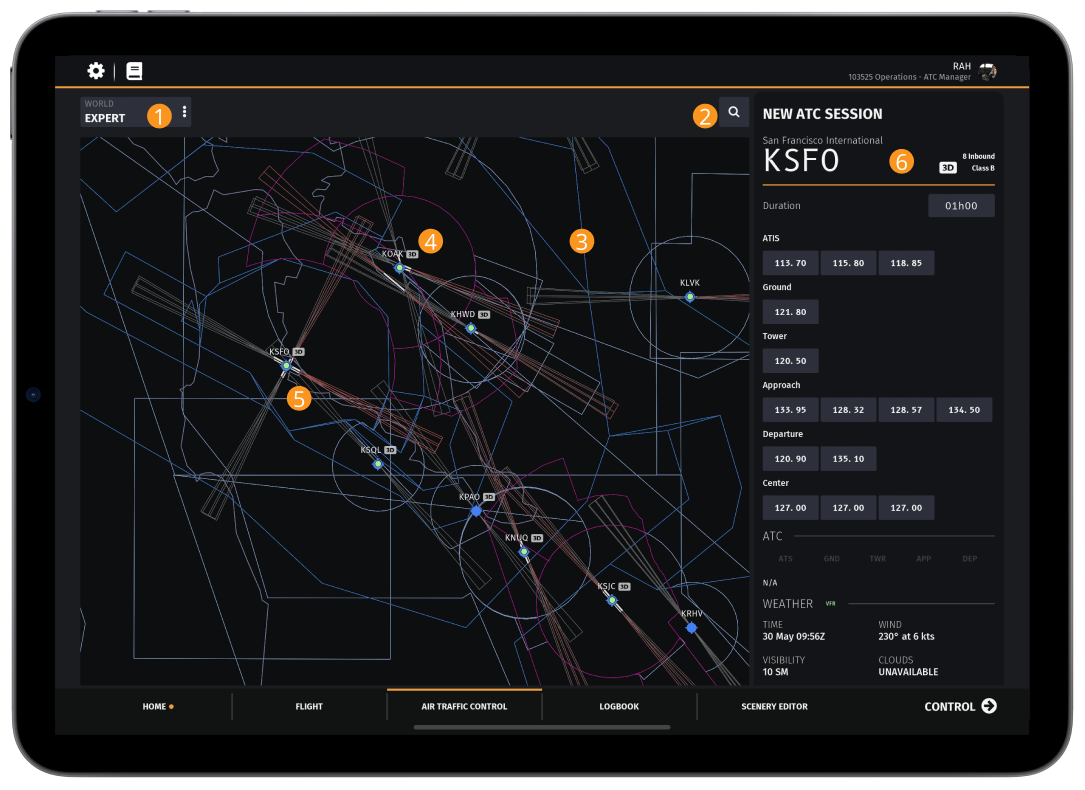 RAH
103525 Operations - ATC Manager
WORLD
EXPERT
1
2
NEW ATC SESSION
San Francisco International
KSFO
6
3D
8 Inbound
Class B
Duration
01h00
ATIS
113. 70 115. 80 118. 85
Ground
121. 80
Tower
120. 50
Approach
133. 95 128. 32 128. 57 134. 50
Departure
120. 90 135. 10
Center
127. 00 127. 00 127. 00
ATC
ATS GND TWR APP DEP
N/A
WEATHER VFR
TIME WIND
30 May 09:56Z 230° at 6 kts
VISIBILITY CLOUDS
10 SM UNAVAILABLE
4
3
KOAK 3D
KLVK
KHWD 3D
KSFO 3D
5
KSQL 3D
KPAO 3D
KNUQ 3D
KSJC 3D
KRHV
HOME FLIGHT AIR TRAFFIC CONTROL LOGBOOK SCENERY EDITOR CONTROL